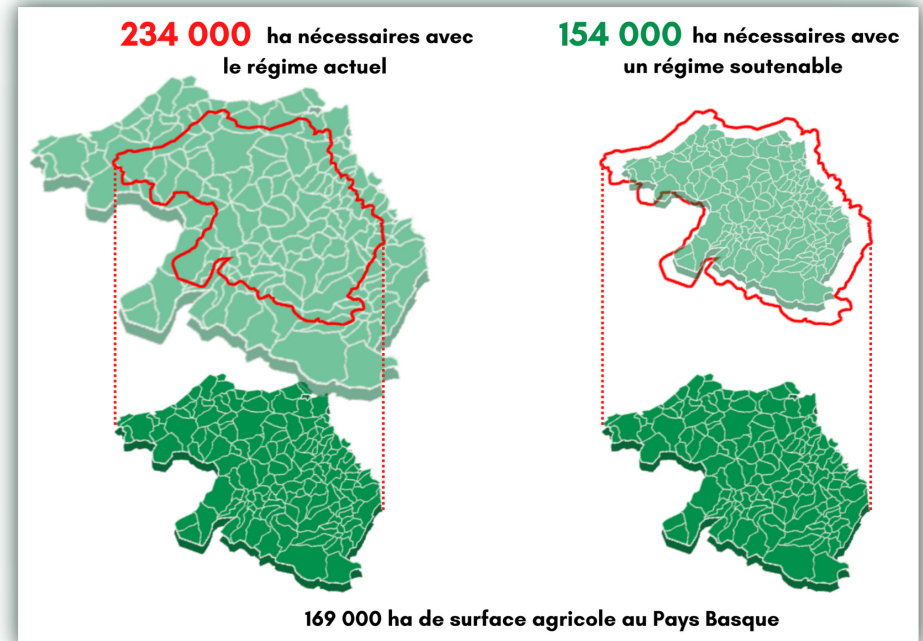 234 000 ha nécessaires avec
le régime actuel
154 000 ha nécessaires avec
un régime soutenable
169 000 ha de surface agricole au Pays Basque